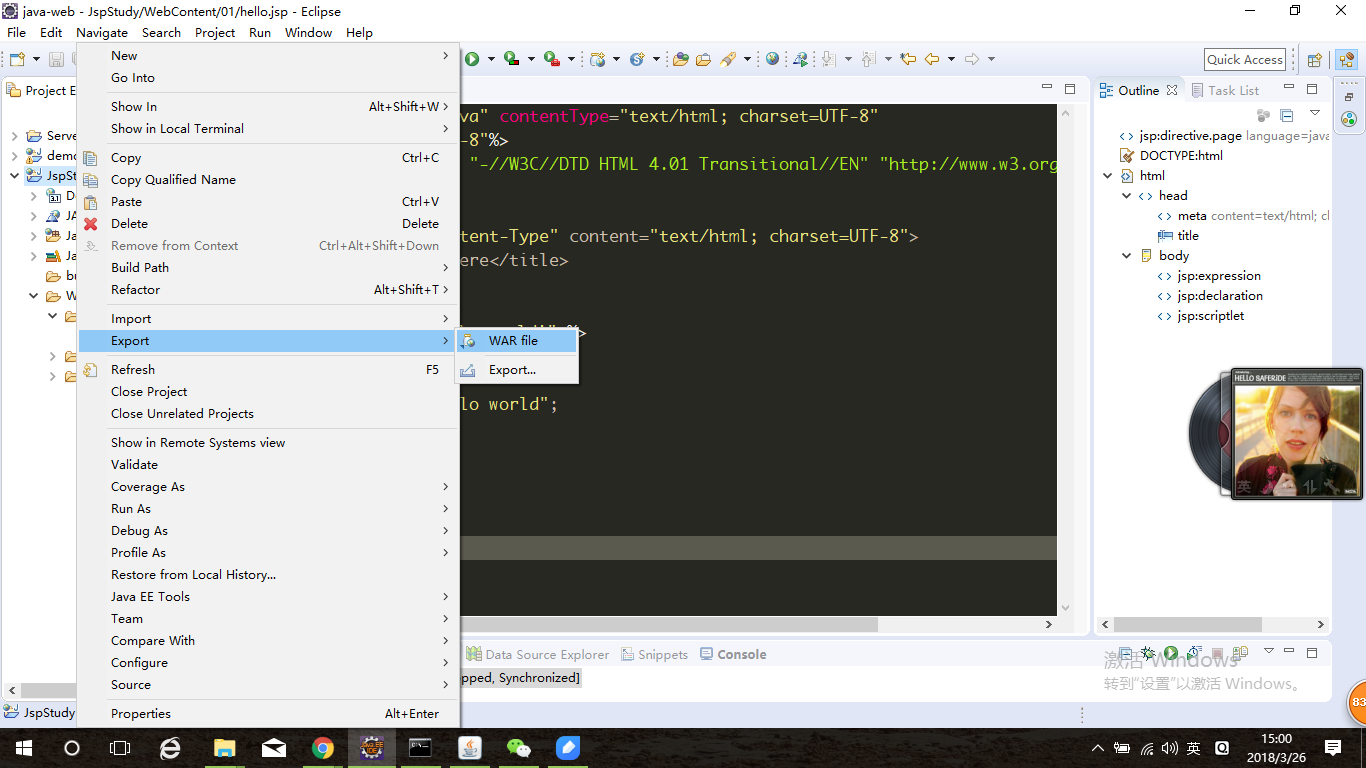 java-web - JspStudy/WebContent/01/hello.jsp - Eclipse
File Edit Navigate Search Project Run Window Help
Quick Access
Project E
Serve
demo
JspSt
D
JA
Ja
Ja
bu
W
JspStudy
New
Go Into
Show In Alt+Shift+W
Show in Local Terminal
Copy Ctrl+C
Copy Qualified Name
Paste Ctrl+V
Delete Delete
Remove from Context Ctrl+Alt+Shift+Down
Build Path
Refactor Alt+Shift+T
Import
Export
Refresh F5
Close Project
Close Unrelated Projects
Show in Remote Systems view
Validate
Coverage As
Run As
Debug As
Profile As
Restore from Local History...
Java EE Tools
Team
Compare With
Configure
Source
Properties Alt+Enter
WAR file
Export...
va" contentType="text/html; charset=UTF-8"
-8"%>
"-//W3C//DTD HTML 4.01 Transitional//EN" "http://www.w3.org
tent-Type" content="text/html; charset=UTF-8">
ere</title>
%>
lo world";
Data Source Explorer Snippets Console
pped, Synchronized]
Outline Task List
jsp:directive.page language=java
DOCTYPE:html
html
head
meta content=text/html; cl
title
body
jsp:expression
jsp:declaration
jsp:scriptlet
HELLO SAFERIDE
英
激活 Windows
转到"设置"以激活 Windows。
83
英
15:00
2018/3/26